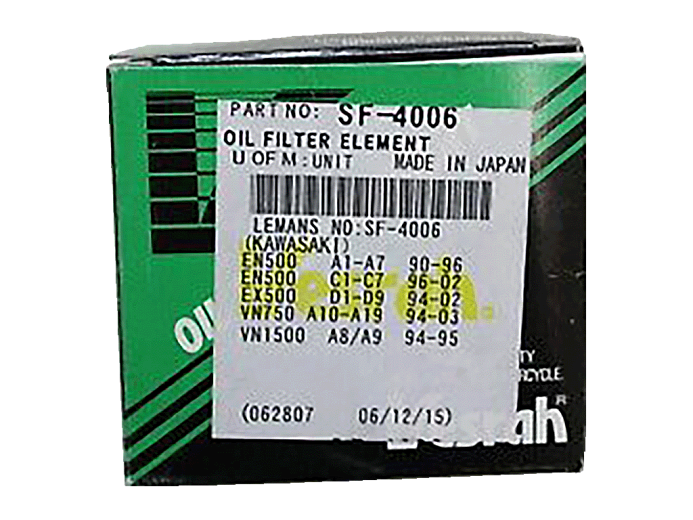 PART NO: SF-4006
OIL FILTER ELEMENT
U OF M: UNIT MADE IN JAPAN
LEMANS NO:SF-4006
(KAWASAKI)
EN500 A1-A7 90-96
EN500 C1-C7 96-02
EX500 D1-D9 94-02
VN750 A10-A19 94-03
VN1500 A8/A9 94-95
(062807 06/12/15)
OIL
Vesrah